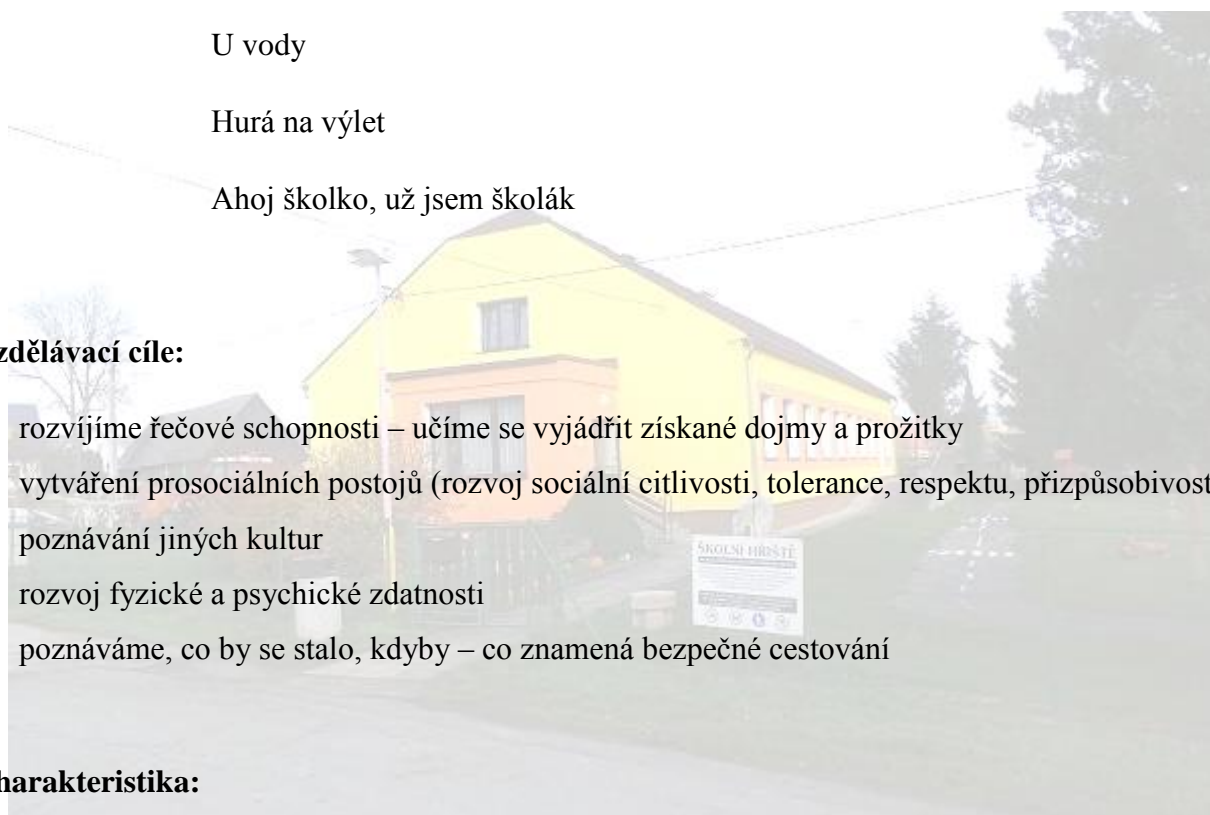 U vody
Hurá na výlet
Ahoj školko, už jsem školák
zdělávací cíle:
rozvíjíme řečové schopnosti – učíme se vyjádřit získané dojmy a prožitky
vytváření prosociálních postojů (rozvoj sociální citlivosti, tolerance, respektu, přizpůsobivost
poznávání jiných kultur
rozvoj fyzické a psychické zdatnosti
poznáváme, co by se stalo, kdyby – co znamená bezpečné cestování
harakteristika:
ŠKOLNÍ HŘIŠTĚ